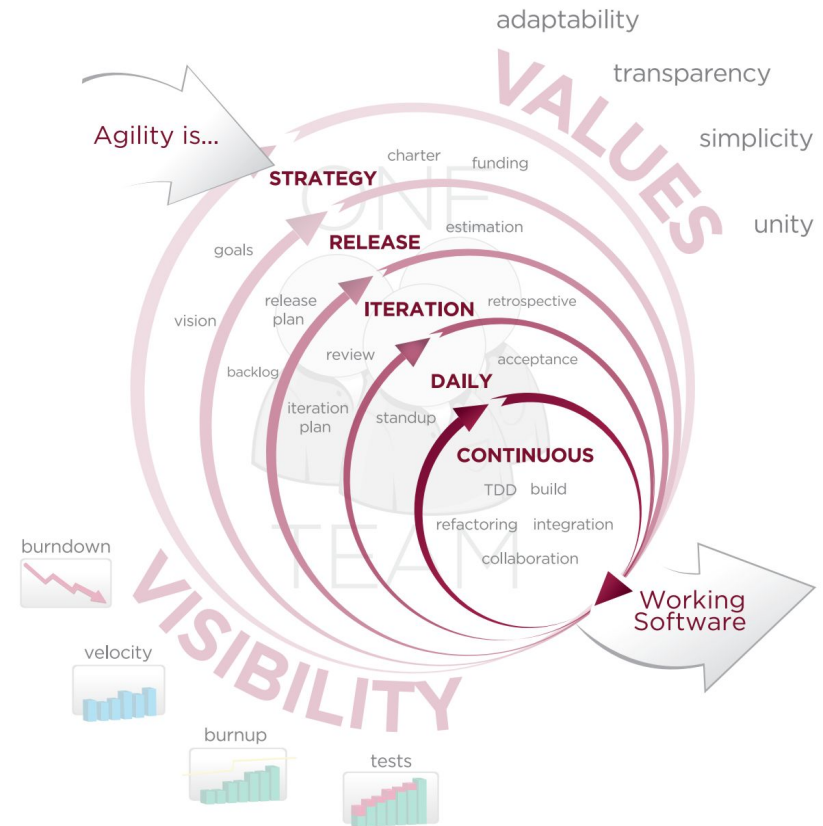 adaptability
transparency
simplicity
unity
VALUES
Agility is...
ONE
TEAM
STRATEGY
charter
funding
goals
vision
RELEASE
estimation
release
plan
backlog
ITERATION
retrospective
review
iteration
plan
DAILY
acceptance
standup
CONTINUOUS
TDD
build
refactoring
integration
collaboration
Working
Software
VISIBILITY
burndown
velocity
burnup
tests